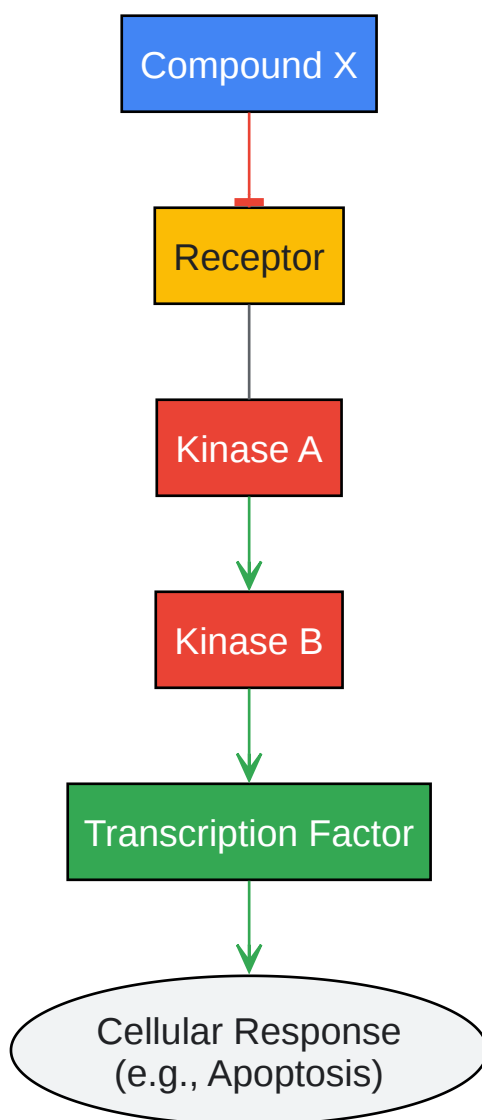 Compound X
Receptor
Kinase A
Kinase B
Transcription Factor
Cellular Response
(e.g., Apoptosis)